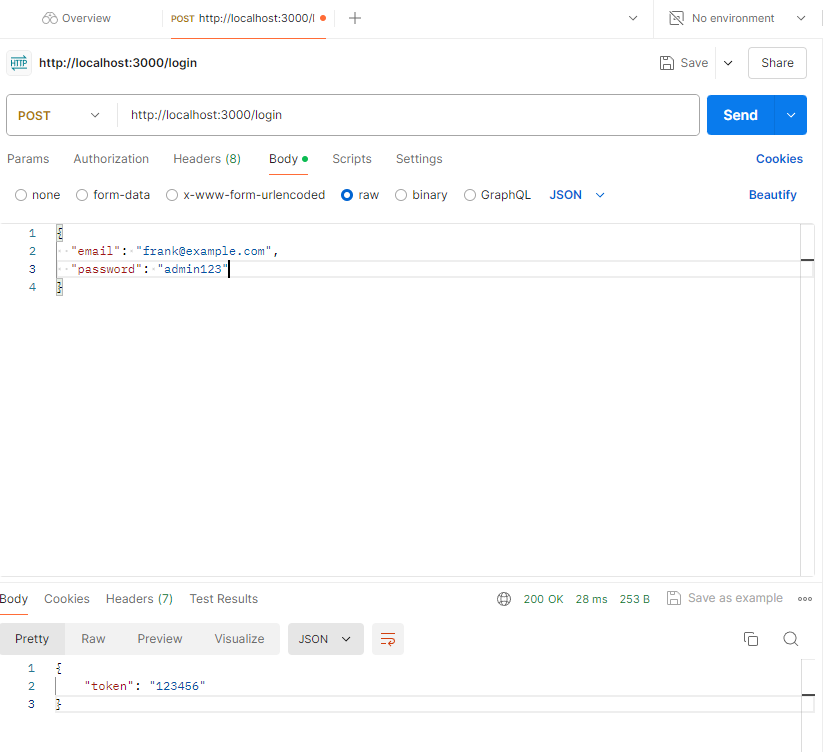 Overview POST http://localhost:3000/l No environment
HTTP http://localhost:3000/login Save Share
POST http://localhost:3000/login Send
Params Authorization Headers (8) Body Scripts Settings Cookies
none form-data x-www-form-urlencoded raw binary GraphQL JSON Beautify
1 {
2 "email": "frank@example.com",
3 "password": "admin123"
4 }
Body Cookies Headers (7) Test Results 200 OK 28 ms 253 B Save as example
Pretty Raw Preview Visualize JSON
1 {
2 "token": "123456"
3 }